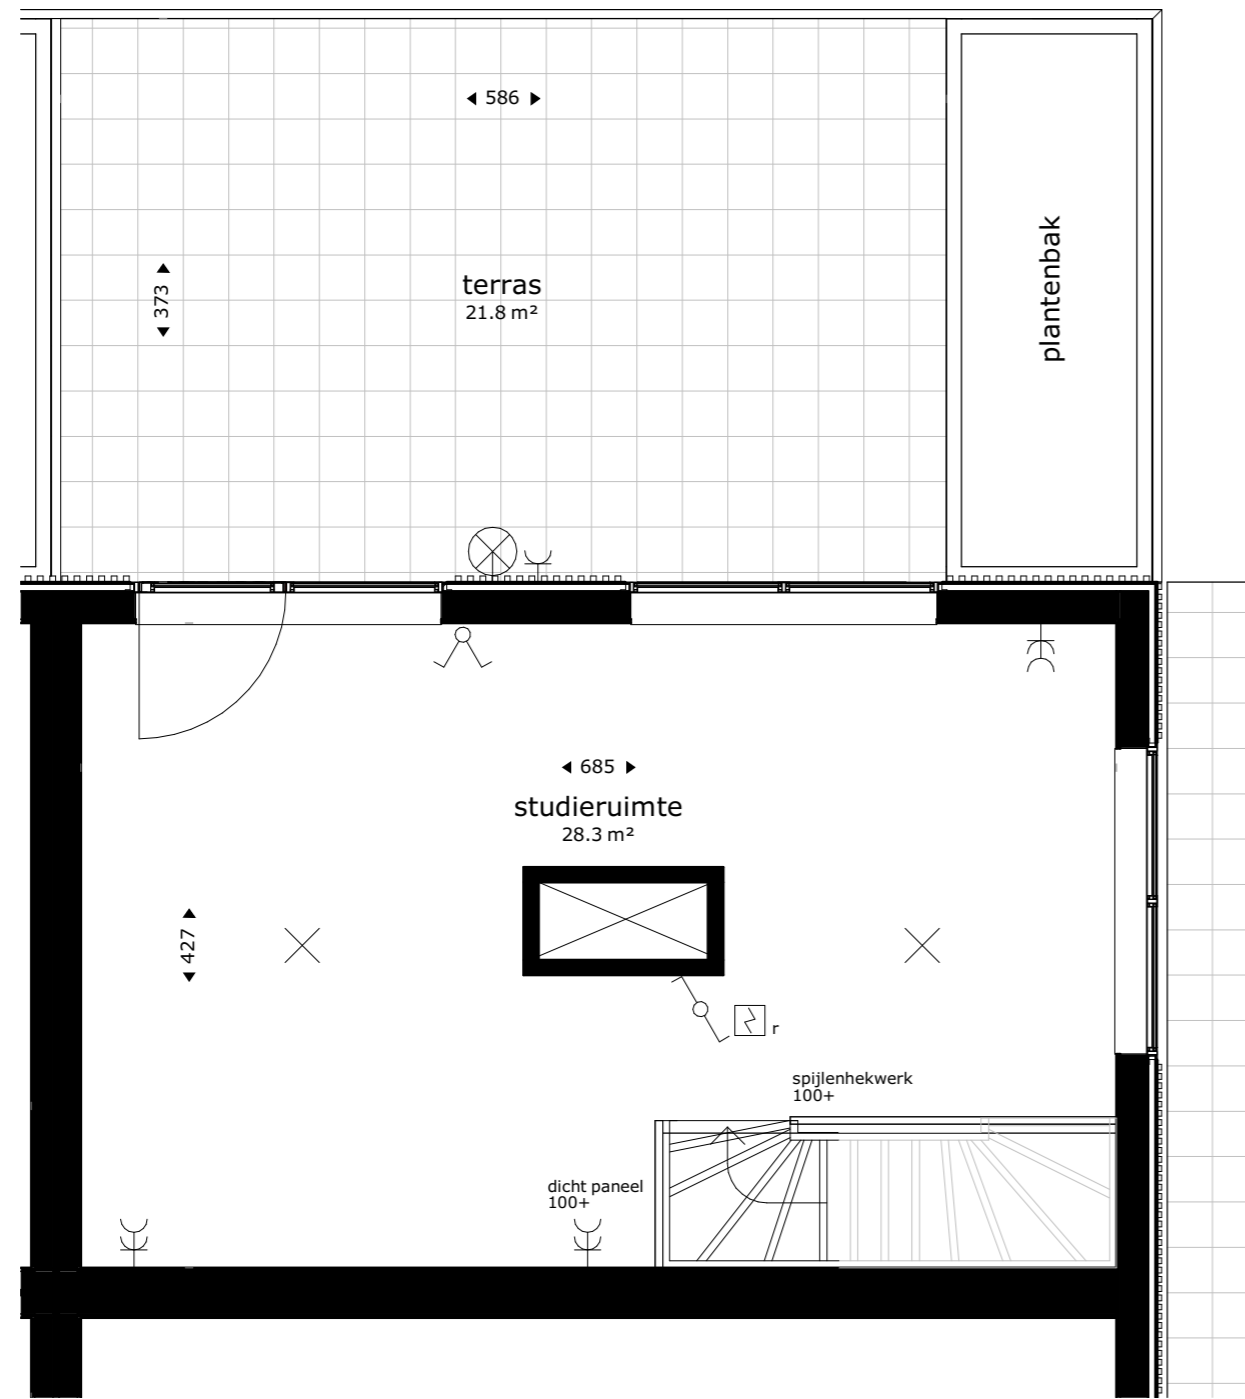 586
373
terras
21.8 m²
plantenbak
685
studieruimte
28.3 m²
427
r
spijlenhekwerk
100+
dicht paneel
100+